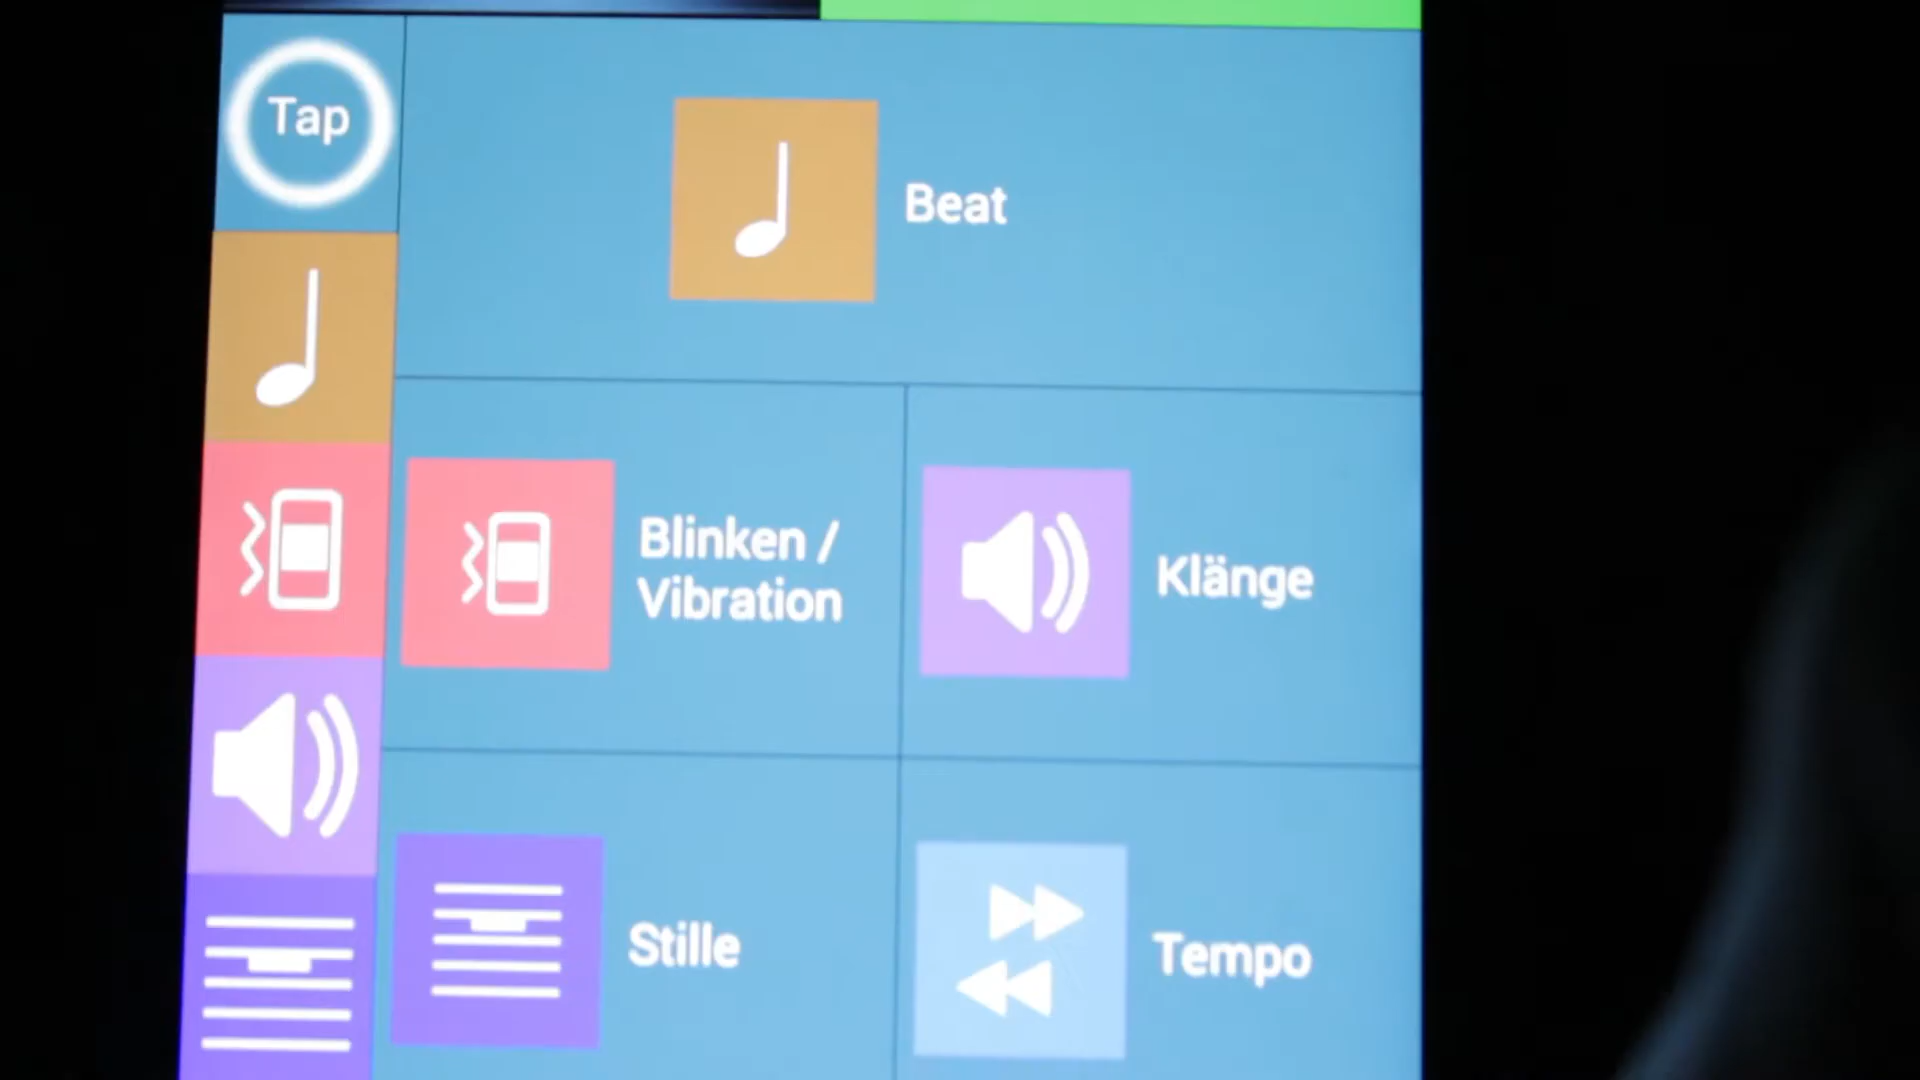 Tap
Beat
Blinken /
Vibration
Klänge
Stille
Tempo